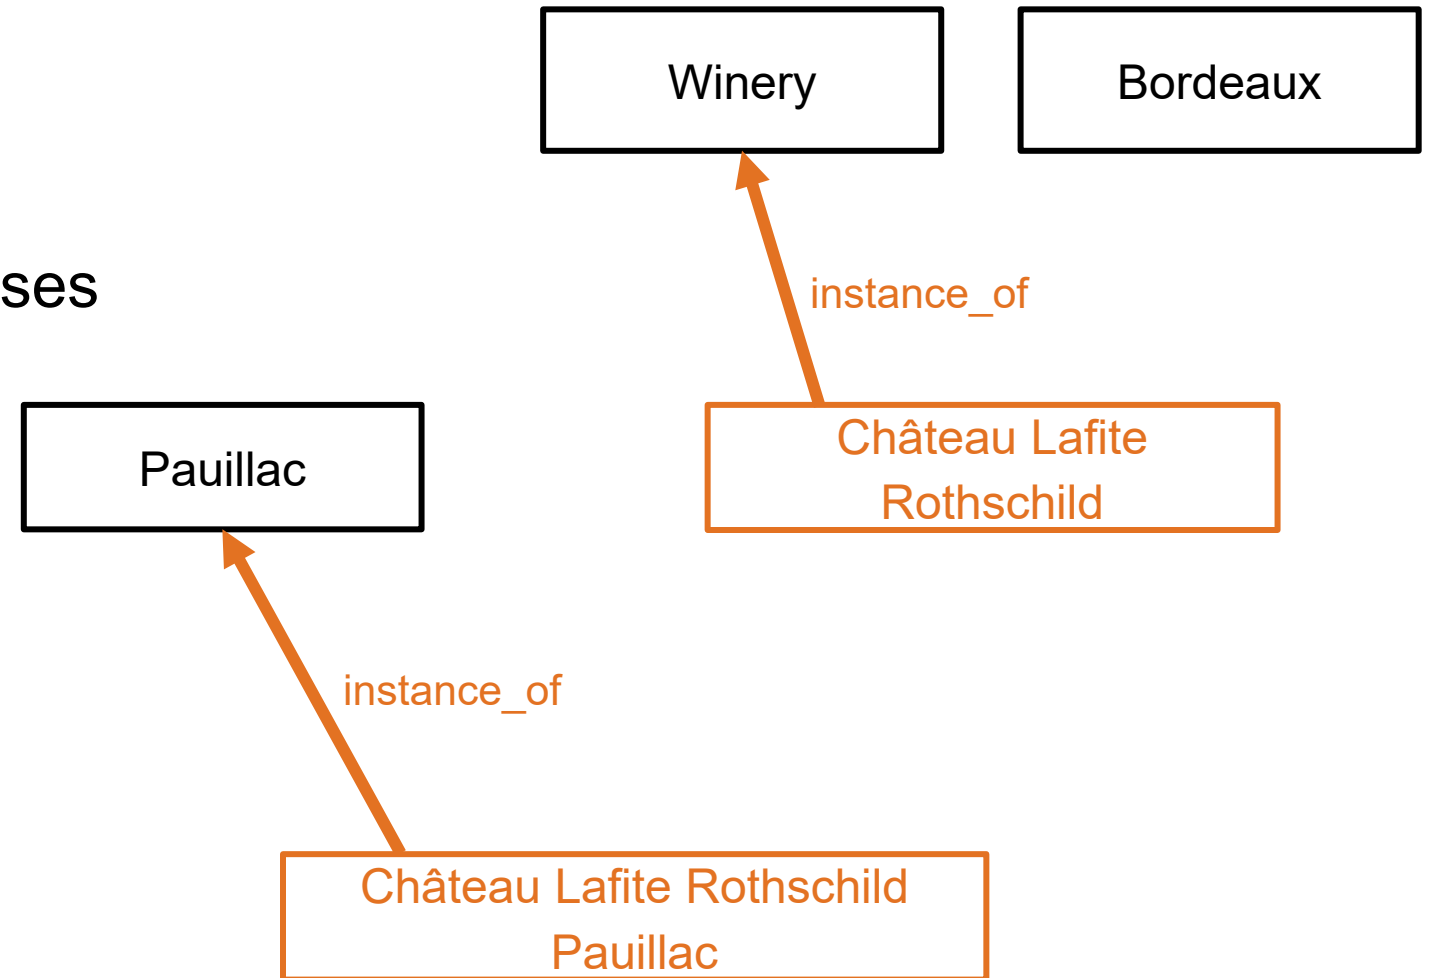 Winery
Bordeaux
ses
instance_of
Pauillac
Château Lafite
Rothschild
instance_of
Château Lafite Rothschild
Pauillac